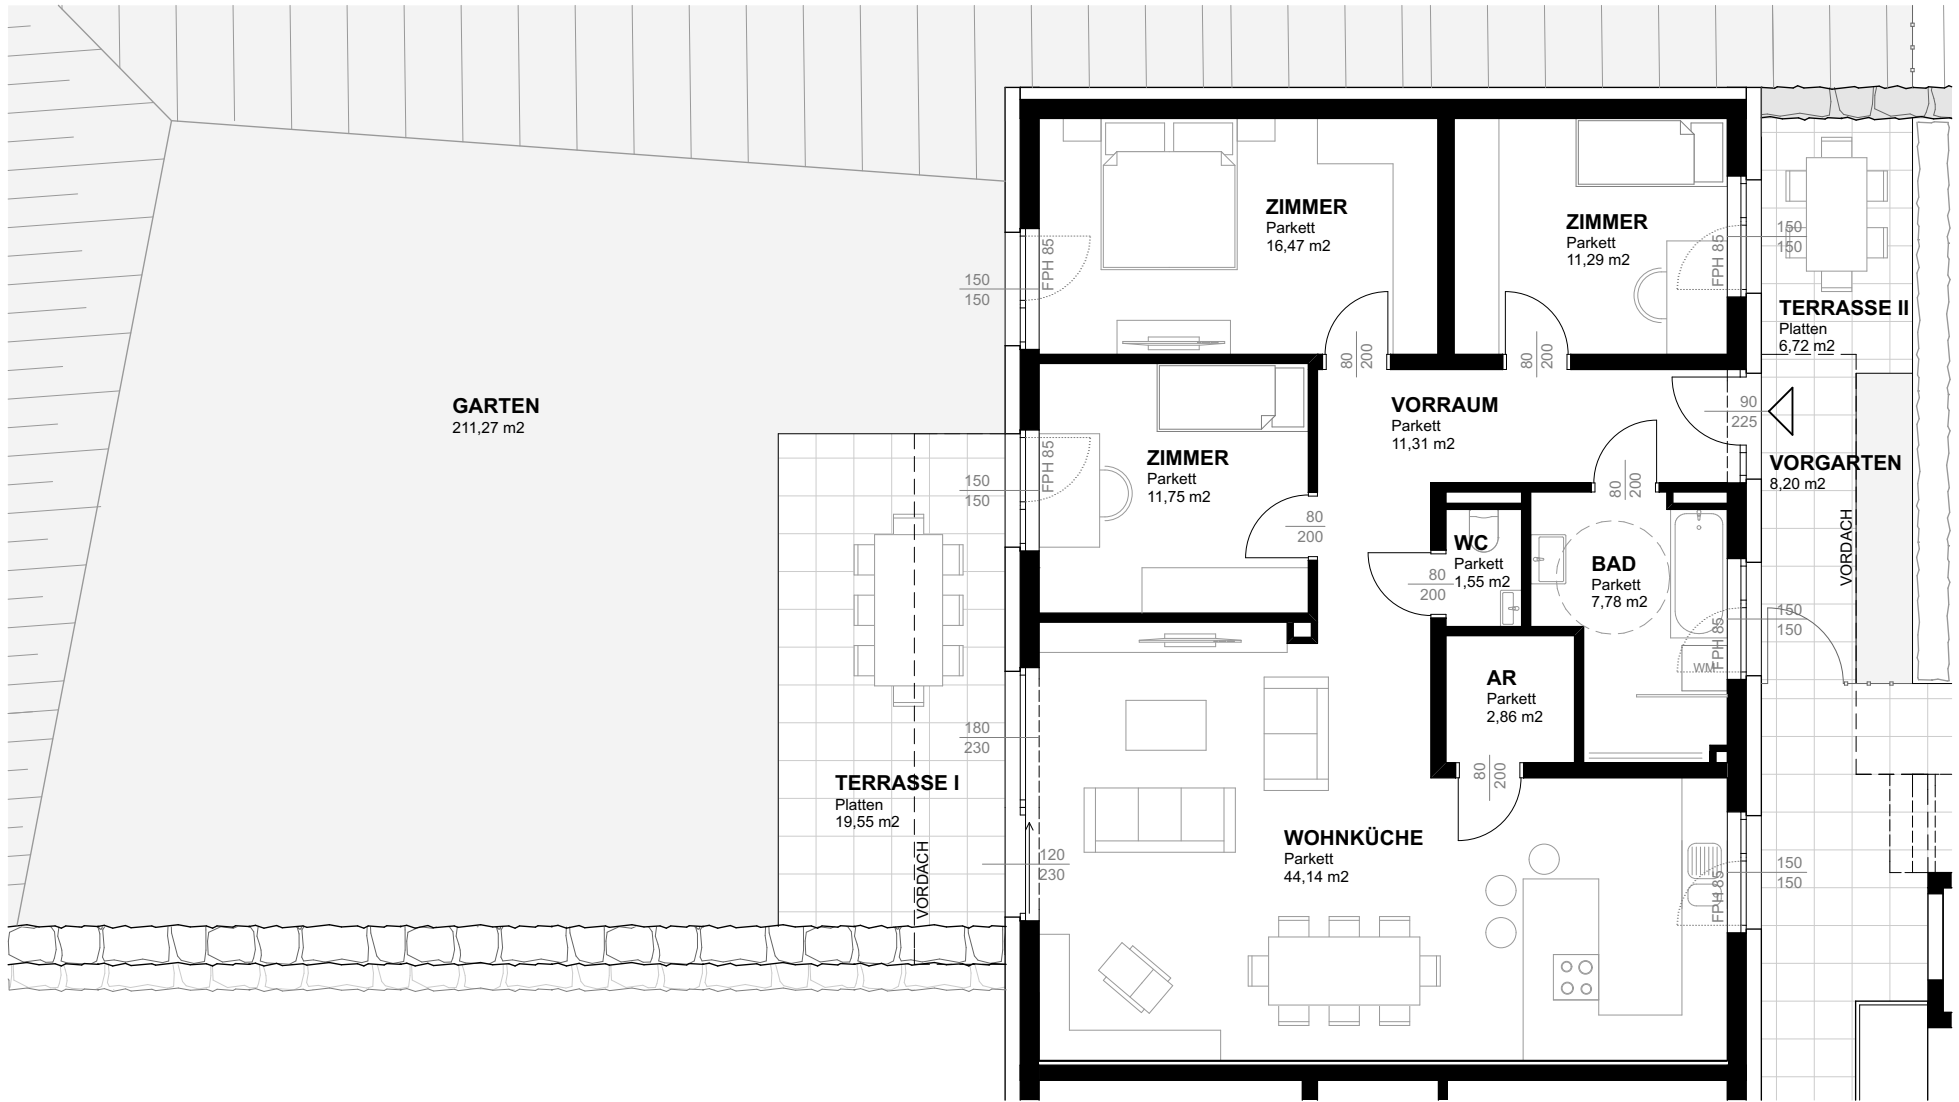 ZIMMER
Parkett
16,47 m2
FPH 85
150
150
80
200
ZIMMER
Parkett
11,29 m2
FPH 85
150
150
80
200
TERRASSE II
Platten
6,72 m2
GARTEN
211,27 m2
ZIMMER
Parkett
11,75 m2
FPH 85
150
150
80
200
VORRAUM
Parkett
11,31 m2
90
225
VORGARTEN
8,20 m2
VORDACH
80
200
WC
Parkett
1,55 m2
80
200
BAD
Parkett
7,78 m2
FPH 85
WM
150
150
AR
Parkett
2,86 m2
80
200
180
230
TERRASSE I
Platten
19,55 m2
VORDACH
120
230
WOHNKÜCHE
Parkett
44,14 m2
FPH 85
150
150